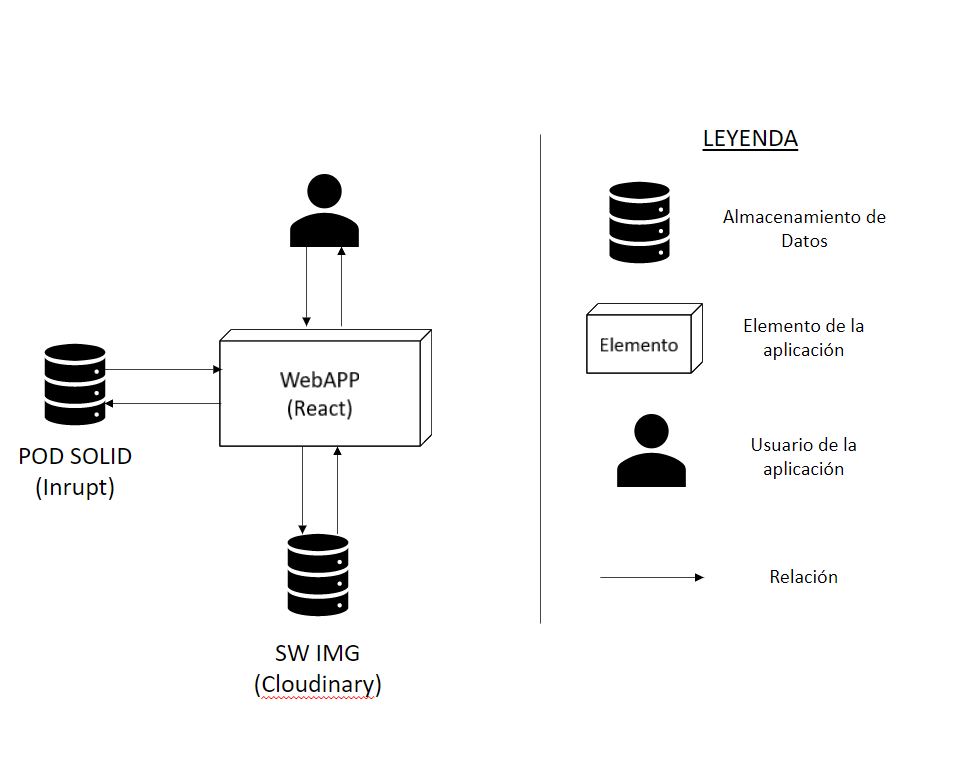 WebAPP
(React)
POD SOLID
(Inrupt)
SW IMG
(Cloudinary)
LEYENDA
Almacenamiento de
Datos
Elemento
Elemento de la
aplicación
Usuario de la
aplicación
Relación